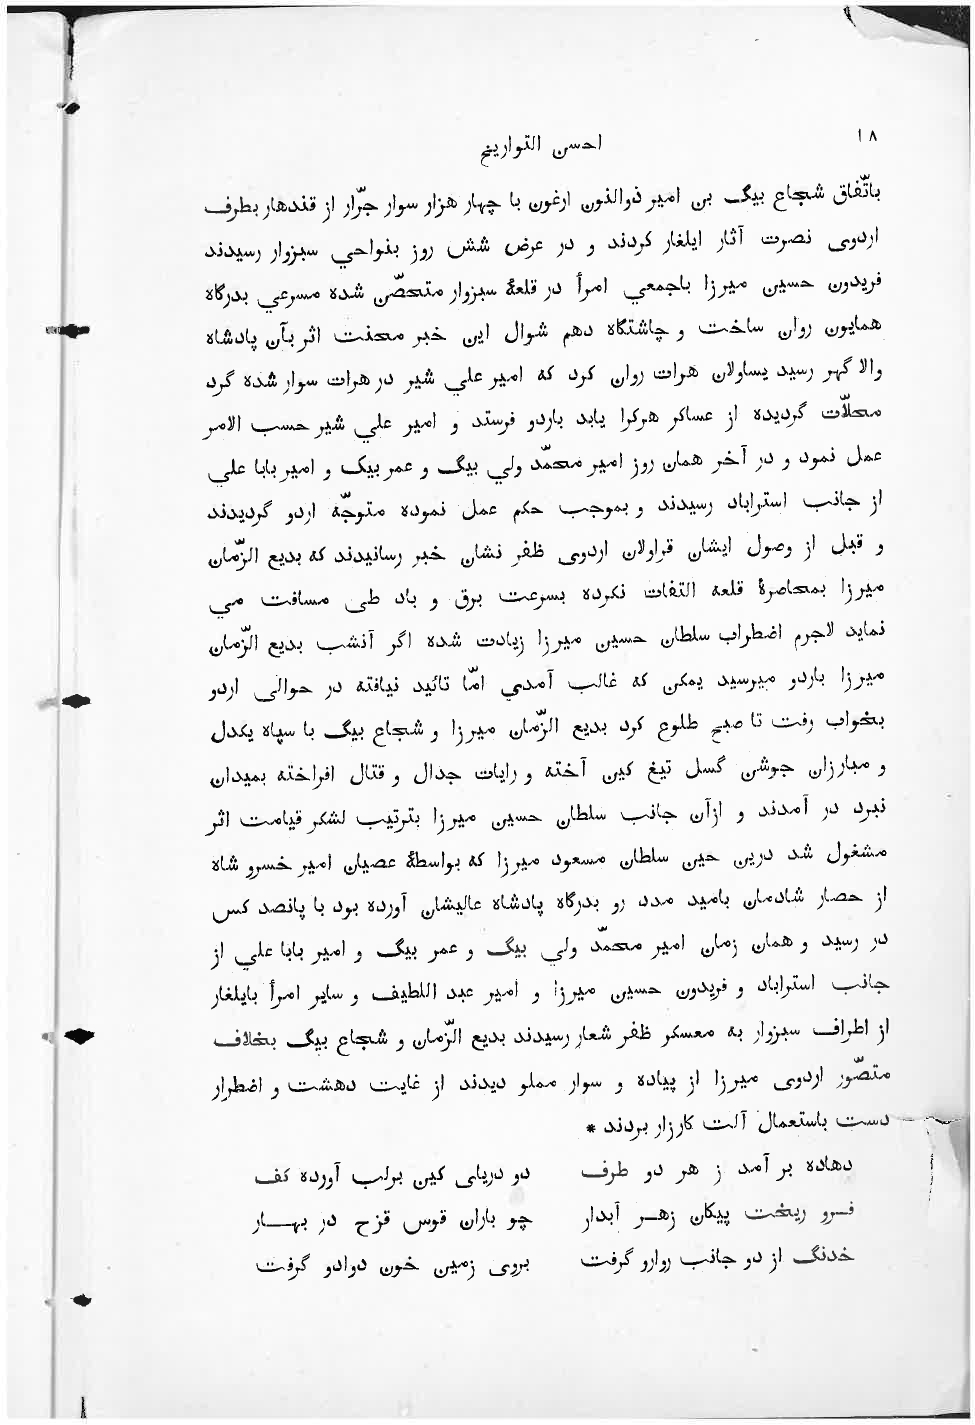 ۱۸
احسن التواریخ
باتّفاق شجاع بیگ بن امیر ذوالنون ارغون با چهار هزار سوار جرّار از قندهار بطرف
اردوی نصرت آثار ایلغار کردند و در عرض شش روز بنواحي سبزوار رسیدند
فریدون حسین میرزا باجمعي امرأ در قلعهٔ سبزوار متحصّن شده مسرعي بدرگاه
همایون روان ساخت و چاشتگاه دهم شوال این خبر محنت اثر بآن پادشاه
والا گهر رسید یساولان هرات روان کرد که امیر علي شیر در هرات سوار شده گرد
محلّات گردیده از عساکر هرکرا یابد باردو فرستد و امیر علي شیر حسب الامر
عمل نمود و در آخر همان روز امیر محمّد ولي بیگ و عمر بیک و امیر بابا علي
از جانب استراباد رسیدند و بموجب حکم عمل نموده متوجّه اردو گردیدند
و قبل از وصول ایشان قراولان اردوی ظفر نشان خبر رسانیدند که بدیع الزّمان
میرزا بمحاصرهٔ قلعه التفات نکرده بسرعت برق و باد طی مسافت مي
نماید لاجرم اضطراب سلطان حسین میرزا زیادت شده اگر آنشب بدیع الزّمان
میرزا باردو میرسید یمکن که غالب آمدي امّا تائید نیافته در حوالی اردو
بخواب رفت تا صبح طلوع کرد بدیع الزّمان میرزا و شجاع بیگ با سپاه یکدل
و مبارزان جوشن گسل تیغ کین آخته و رایات جدال و قتال افراخته بمیدان
نبرد در آمدند و ازآن جانب سلطان حسین میرزا بترتیب لشکر قیامت اثر
مشغول شد درین حین سلطان مسعود میرزا که بواسطهٔ عصیان امیر خسرو شاه
از حصار شادمان بامید مدد رو بدرگاه پادشاه عالیشان آورده بود با پانصد کس
در رسید و همان زمان امیر محمّد ولي بیگ و عمر بیگ و امیر بابا علي از
جانب استراباد و فریدون حسین میرزا و امیر عبد اللطیف و سایر امرأ بایلغار
از اطراف سبزوار به معسکر ظفر شعار رسیدند بدیع الزّمان و شجاع بیگ بخلاف
متصّور اردوی میرزا از پیاده و سوار مملو دیدند از غایت دهشت و اضطرار
دست باستعمال آلت کارزار بردند *
دهاده بر آمد ز هر دو طرف دو دریای کین برلب آورده کف
فرو ریخت پیکان زهر آبدار چو باران قوس قزح در بهار
خدنگ از دو جانب روارو گرفت بروی زمین خون دوادو گرفت